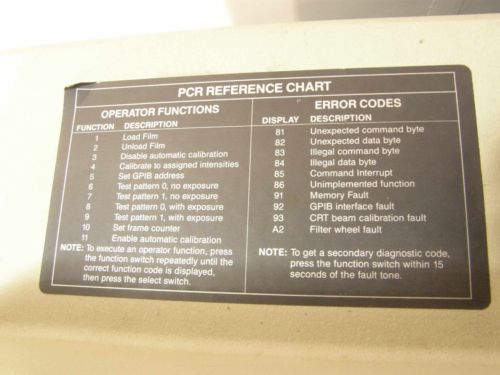 PCR REFERENCE CHART
OPERATOR FUNCTIONS
FUNCTION DESCRIPTION
1 Load Film
2 Unload Film
3 Disable automatic calibration
4 Calibrate to assigned intensities
5 Set GPIB address
6 Test pattern 0, no exposure
7 Test pattern 1, no exposure
8 Test pattern 0, with exposure
9 Test pattern 1, with exposure
10 Set frame counter
11 Enable automatic calibration
NOTE: To execute an operator function, press
the function switch repeatedly until the
correct function code is displayed,
then press the select switch.
ERROR CODES
DISPLAY DESCRIPTION
81 Unexpected command byte
82 Unexpected data byte
83 Illegal command byte
84 Illegal data byte
85 Command Interrupt
86 Unimplemented function
91 Memory Fault
92 GPIB interface fault
93 CRT beam calibration fault
A2 Filter wheel fault
NOTE: To get a secondary diagnostic code,
press the function switch within 15
seconds of the fault tone.